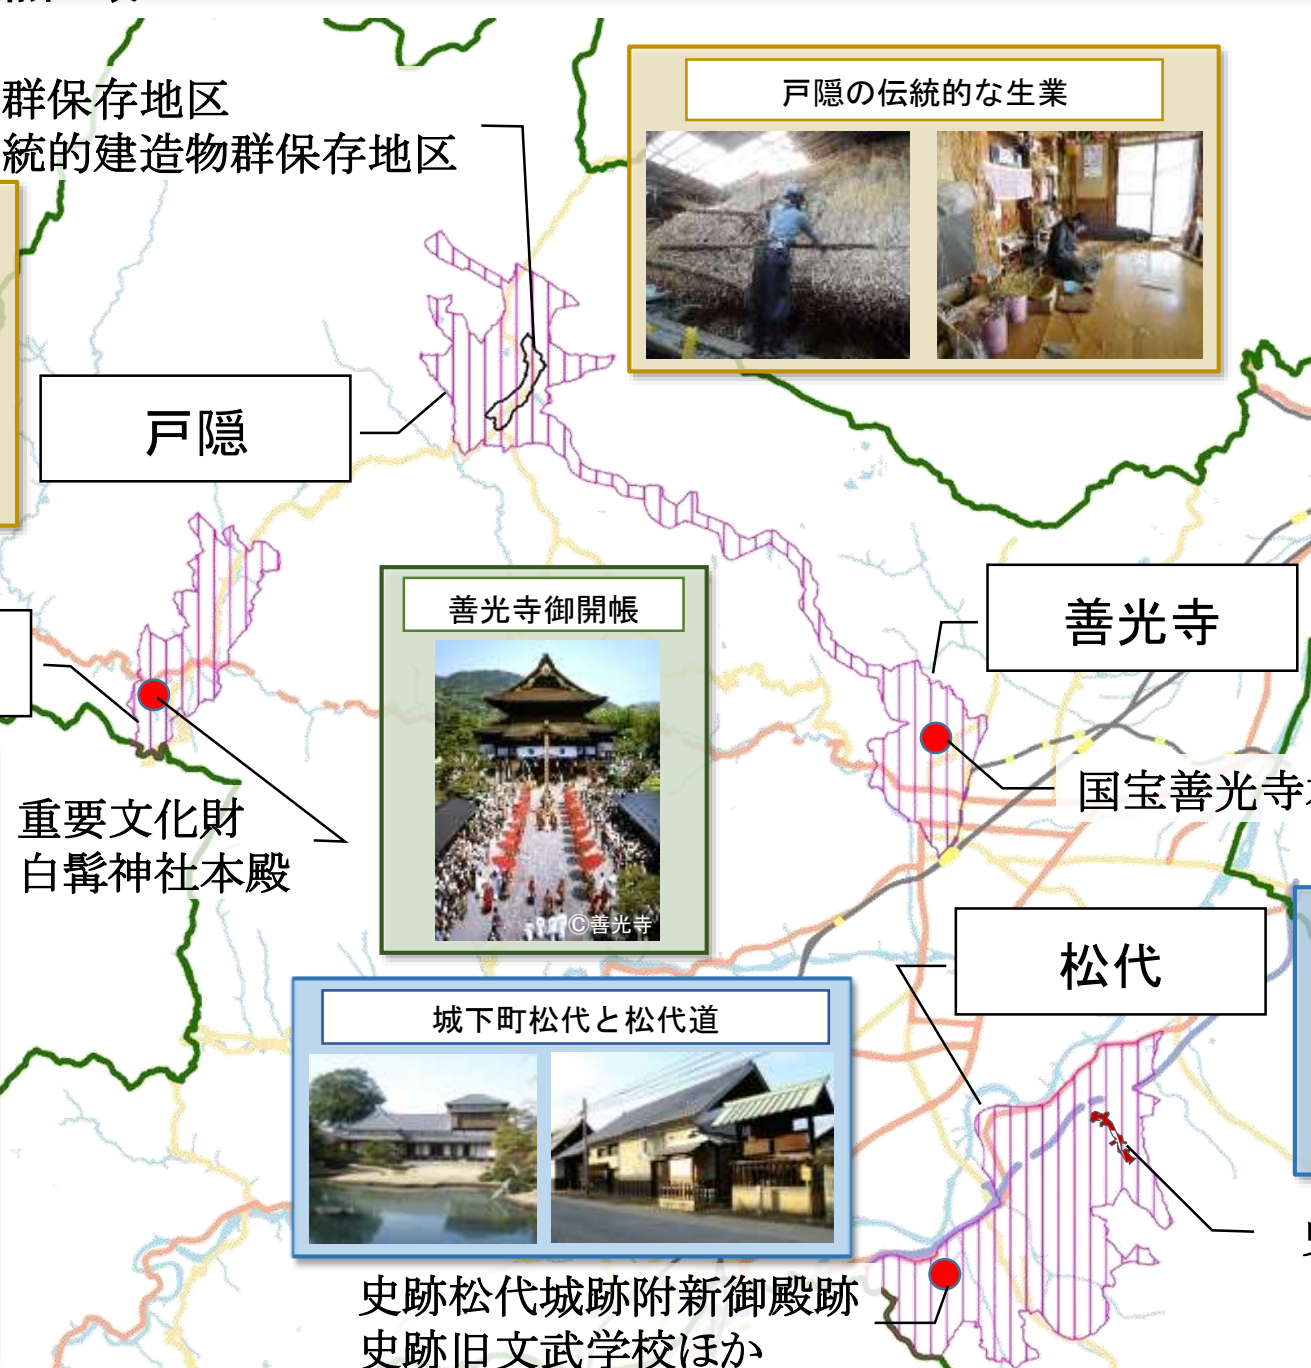 群保存地区
統的建造物群保存地区
戸隠の伝統的な生業
戸隠
善光寺御開帳
©善光寺
善光寺
国宝善光寺
重要文化財
白髯神社本殿
松代
城下町松代と松代道
史跡松代城跡附新御殿跡
史跡旧文武学校ほか